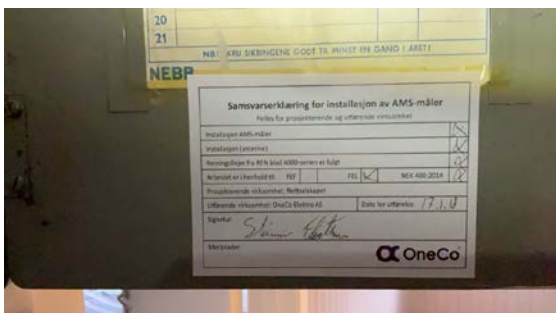 20
21
NB! SKRU SIKRINGENE GODT TIL MINST EN GANG I ÅRET!
NEBB
Samsvarserklæring for installasjon av AMS-måler
Felles for prosjekterende og utførende virksomhet
Installasjon AMS-måler
Installasjon (antenne)
Retningslinjer fra REN blad 4000-serien er fulgt
Arbeidet er i henhold til: FEF FEL NEK 400:2014
Prosjekterende virksomhet: Nettselskapet
Utførende virksomhet: OneCo Elektro AS Dato for utførelse
Signatur
Merknader
OneCo